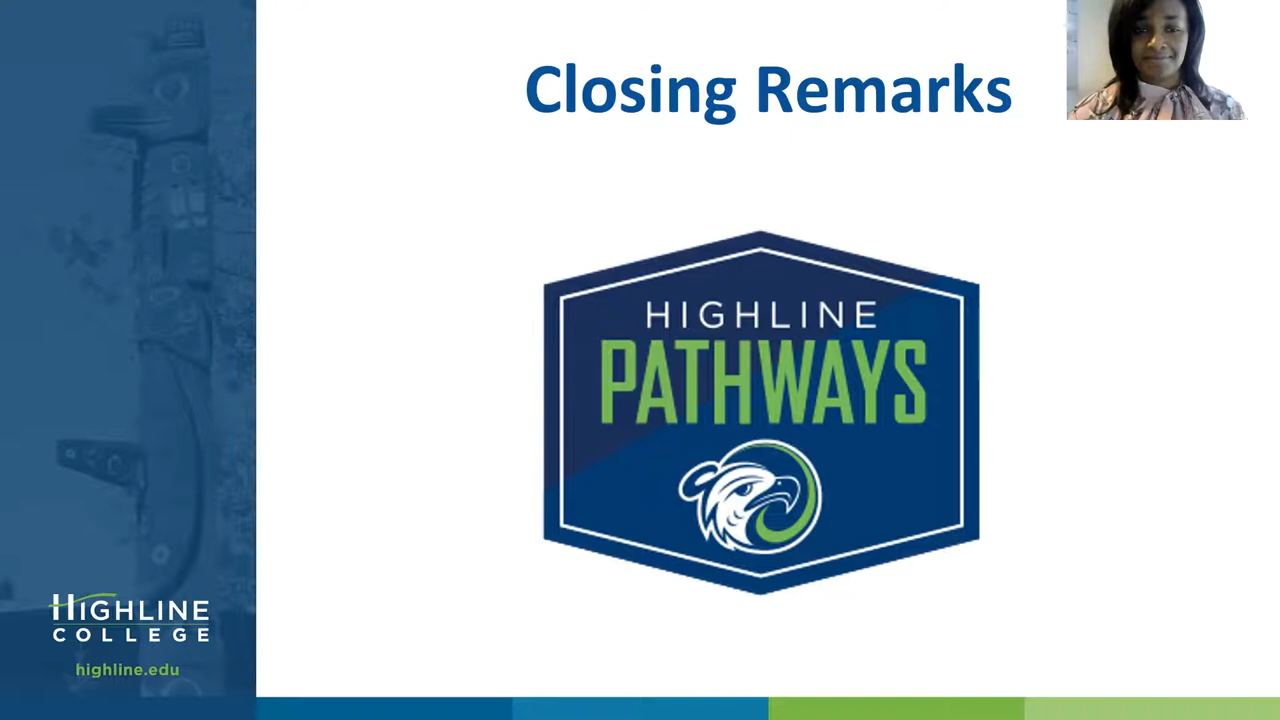 Closing Remarks
HIGHLINE
PATHWAYS
HIGHLINE
COLLEGE
highline.edu